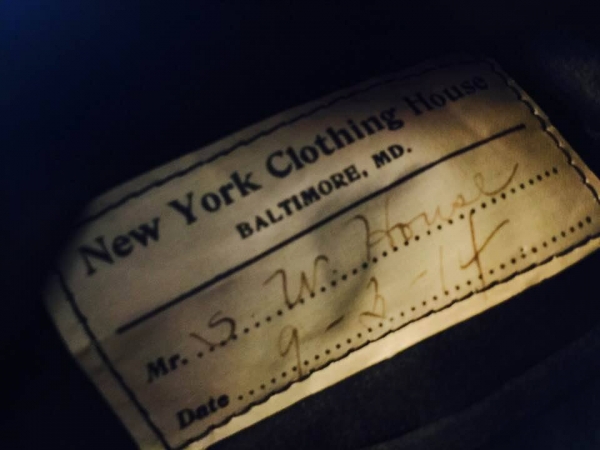 New York Clothing House
BALTIMORE, MD.
Mr. S. W. House
Date 9-3-14